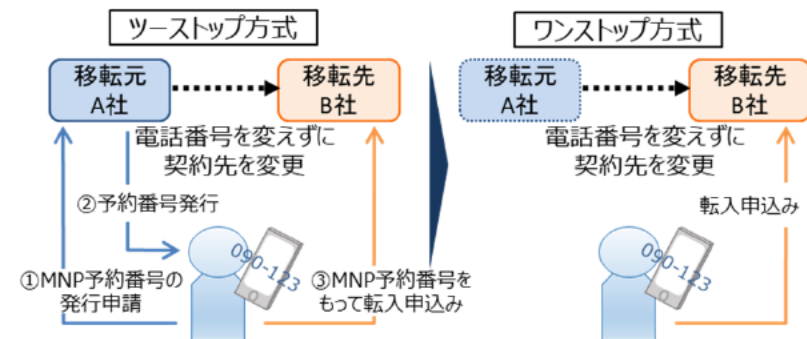 ツーストップ方式
移転元
A社
移転先
B社
電話番号を変えずに
契約先を変更
②予約番号発行
①MNP予約番号の
発行申請
090-123
③MNP予約番号を
もって転入申込み
ワンストップ方式
移転元
A社
移転先
B社
電話番号を変えずに
契約先を変更
転入申込み
090-123